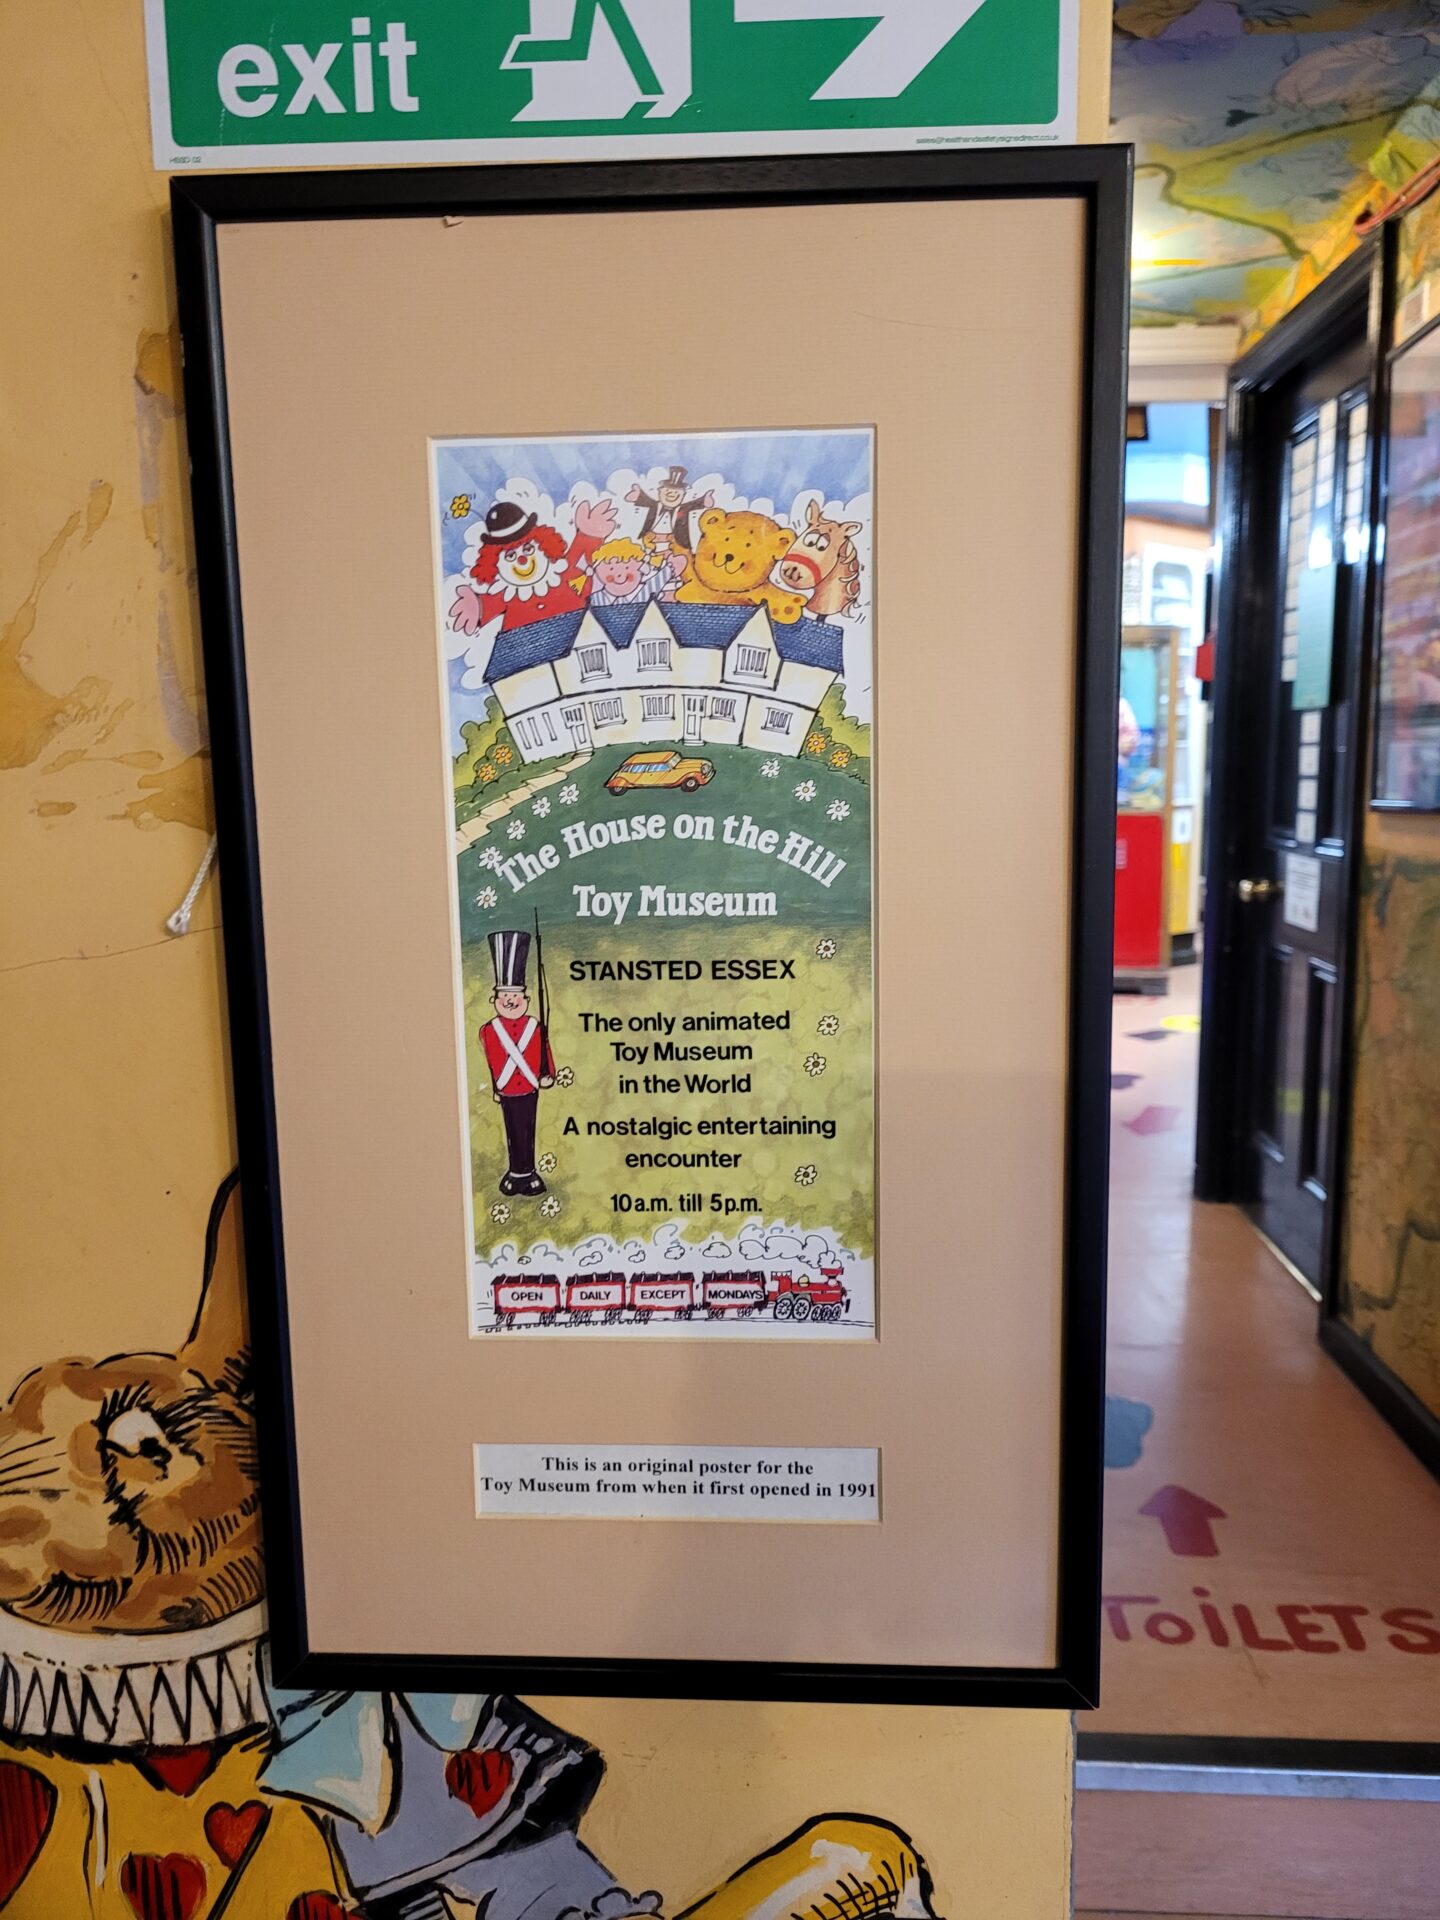 exit
HSSD 02
The House on the Hill
Toy Museum
STANSTED ESSEX
The only animated
Toy Museum
in the World
A nostalgic entertaining
encounter
10a.m. till 5p.m.
OPEN DAILY EXCEPT MONDAYS
This is an original poster for the
Toy Museum from when it first opened in 1991
ToiLETS